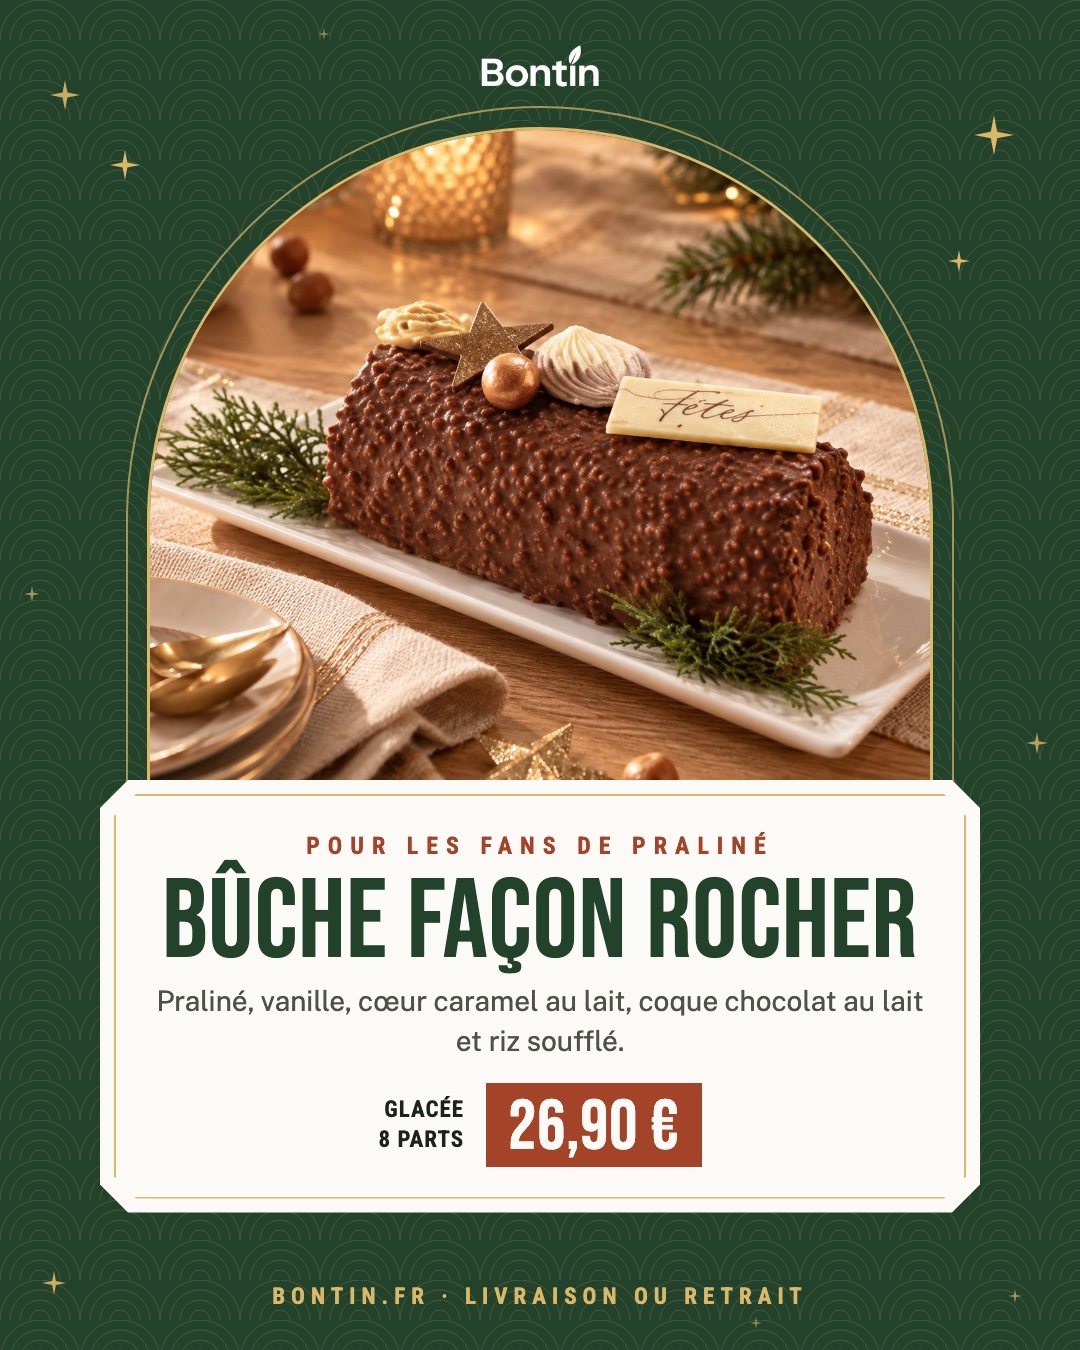 Bontin
Fêtes
POUR LES FANS DE PRALINÉ
BÛCHE FAÇON ROCHER
Praliné, vanille, cœur caramel au lait, coque chocolat au lait
et riz soufflé.
GLACÉE
8 PARTS
26,90 €
BONTIN.FR · LIVRAISON OU RETRAIT